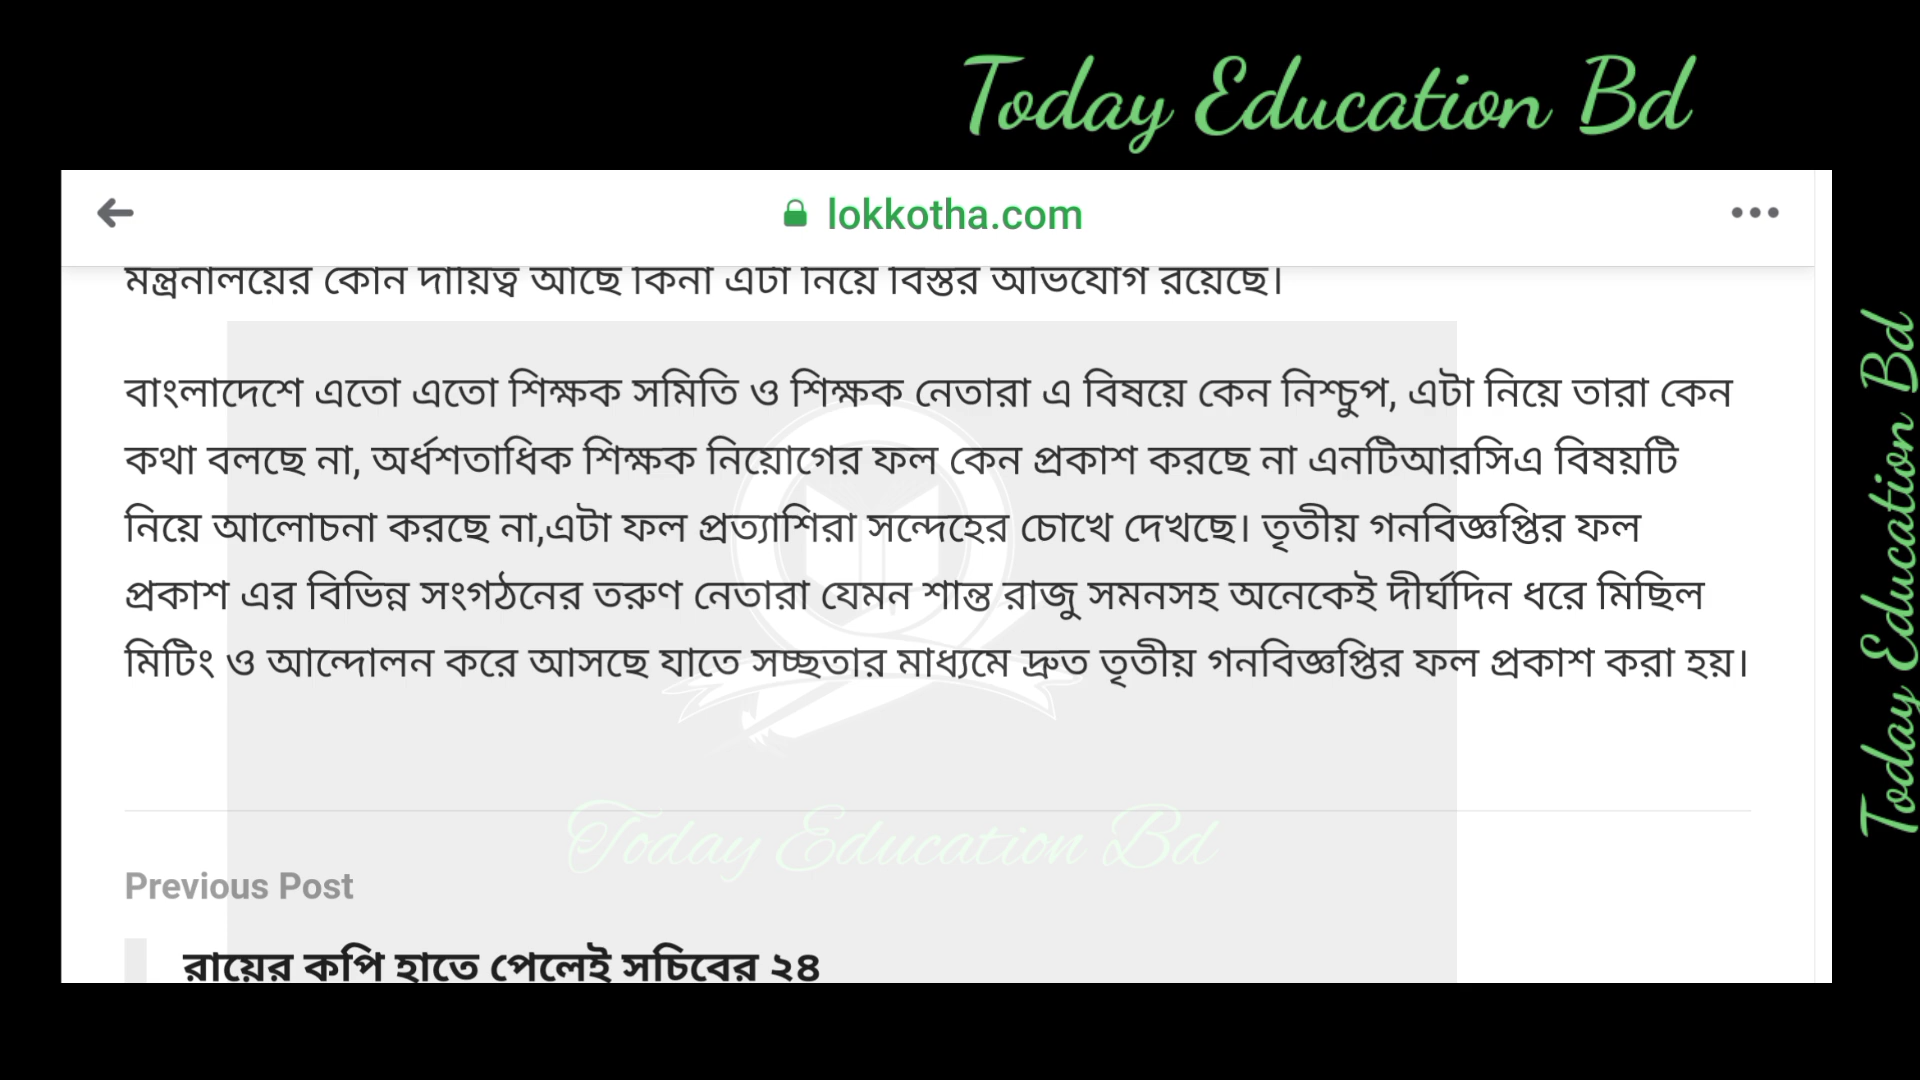 Today Education Bd
lokkotha.com
মন্ত্রনালয়ের কোন দায়িত্ব আছে কিনা এটা নিয়ে বিস্তর অভিযোগ রয়েছে।
বাংলাদেশে এতো এতো শিক্ষক সমিতি ও শিক্ষক নেতারা এ বিষয়ে কেন নিশ্চুপ, এটা নিয়ে তারা কেন
কথা বলছে না, অর্ধশতাধিক শিক্ষক নিয়োগের ফল কেন প্রকাশ করছে না এনটিআরসিএ বিষয়টি
নিয়ে আলোচনা করছে না,এটা ফল প্রত্যাশিরা সন্দেহের চোখে দেখছে। তৃতীয় গনবিজ্ঞপ্তির ফল
প্রকাশ এর বিভিন্ন সংগঠনের তরুণ নেতারা যেমন শান্ত রাজু সমনসহ অনেকেই দীর্ঘদিন ধরে মিছিল
মিটিং ও আন্দোলন করে আসছে যাতে সচ্ছতার মাধ্যমে দ্রুত তৃতীয় গনবিজ্ঞপ্তির ফল প্রকাশ করা হয়।
Today Education Bd
Previous Post
রায়ের কপি হাতে পেলেই সচিবের ২৪
Today Education Bd